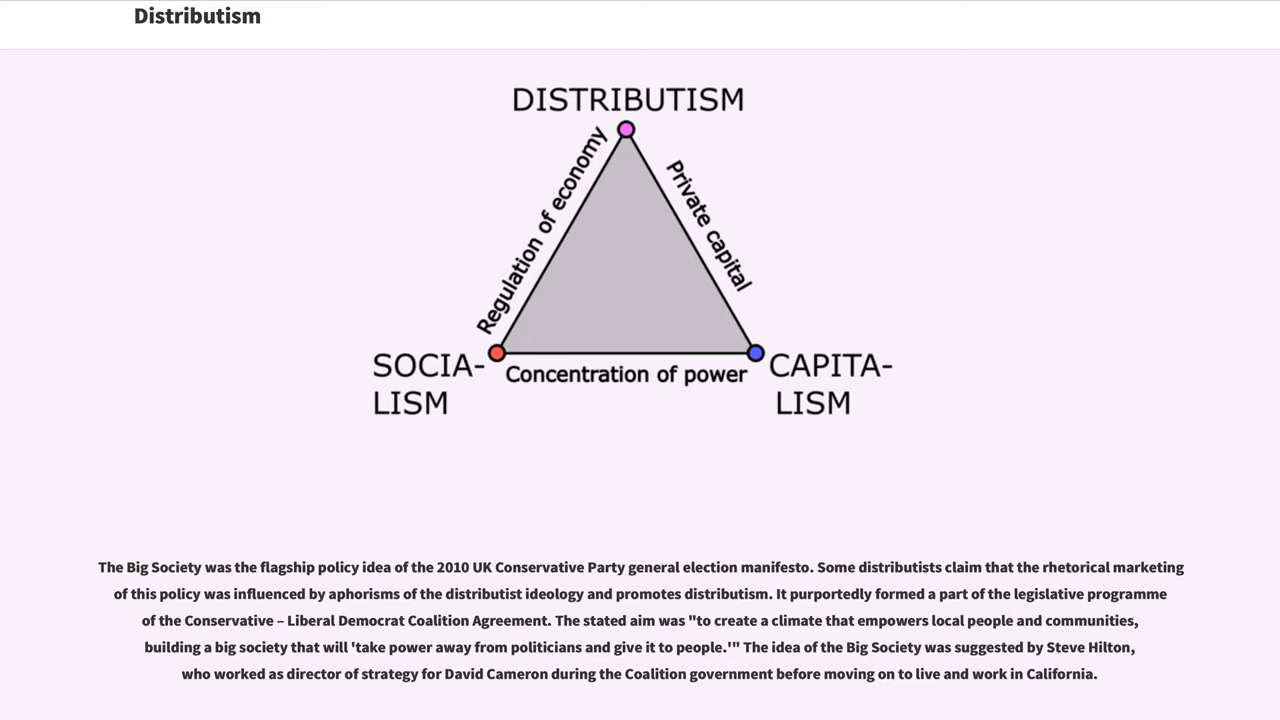 Distributism
DISTRIBUTISM
Regulation of economy
Private capital
SOCIA-
LISM
Concentration of power
CAPITA-
LISM
The Big Society was the flagship policy idea of the 2010 UK Conservative Party general election manifesto. Some distributists claim that the rhetorical marketing
of this policy was influenced by aphorisms of the distributist ideology and promotes distributism. It purportedly formed a part of the legislative programme
of the Conservative – Liberal Democrat Coalition Agreement. The stated aim was "to create a climate that empowers local people and communities,
building a big society that will 'take power away from politicians and give it to people.'" The idea of the Big Society was suggested by Steve Hilton,
who worked as director of strategy for David Cameron during the Coalition government before moving on to live and work in California.